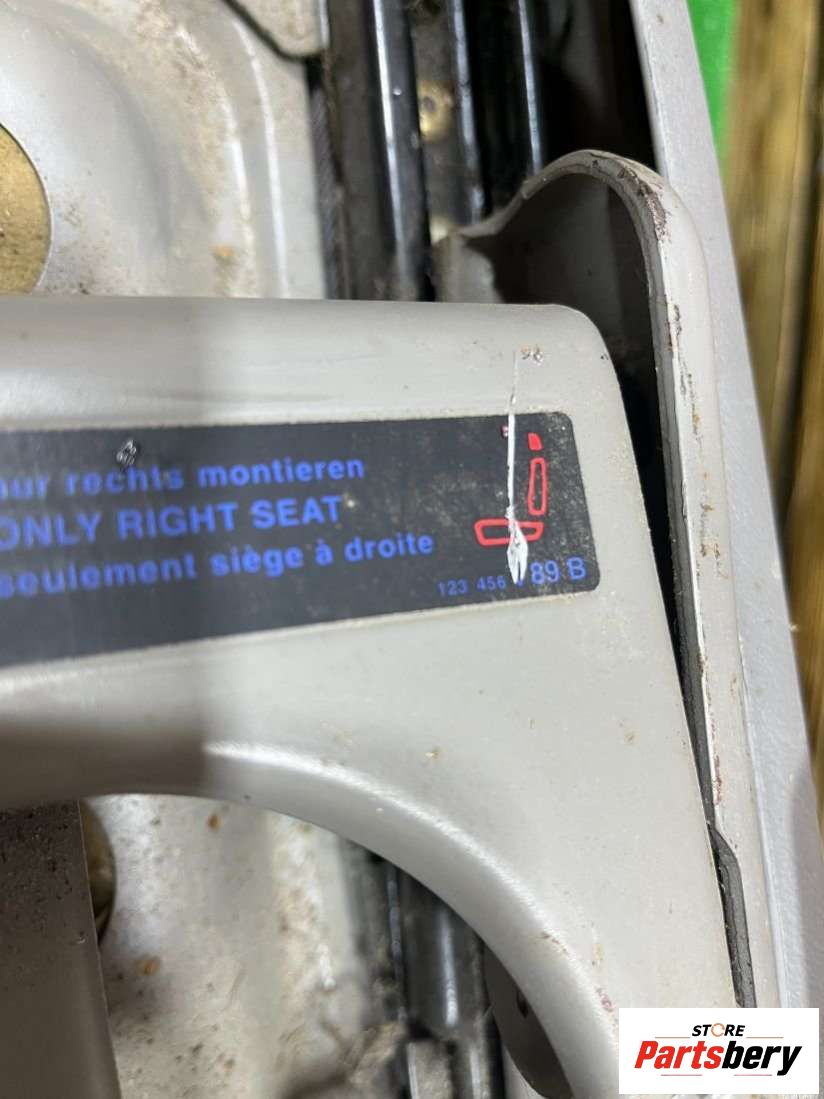 rechts montieren
ONLY RIGHT SEAT
seulement siège à droite
123 456 89 B
STORE
Partsbery